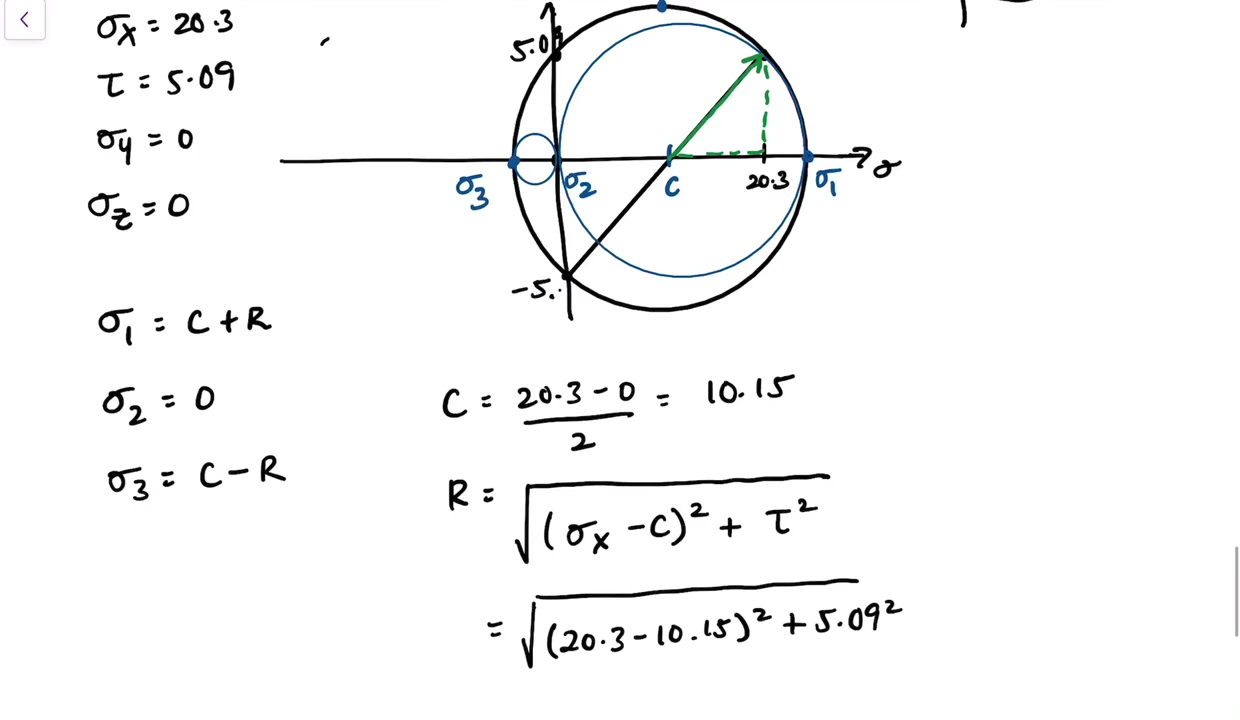 σx = 20.3
τ = 5.09
σy = 0
σz = 0
5.0
σ3
σ2
C
20.3
σ1
σ
-5.
σ1 = C + R
σ2 = 0
σ3 = C - R
C = (20.3 - 0)/2 = 10.15
R = √((σx - C)² + τ²)
= √((20.3 - 10.15)² + 5.09²)